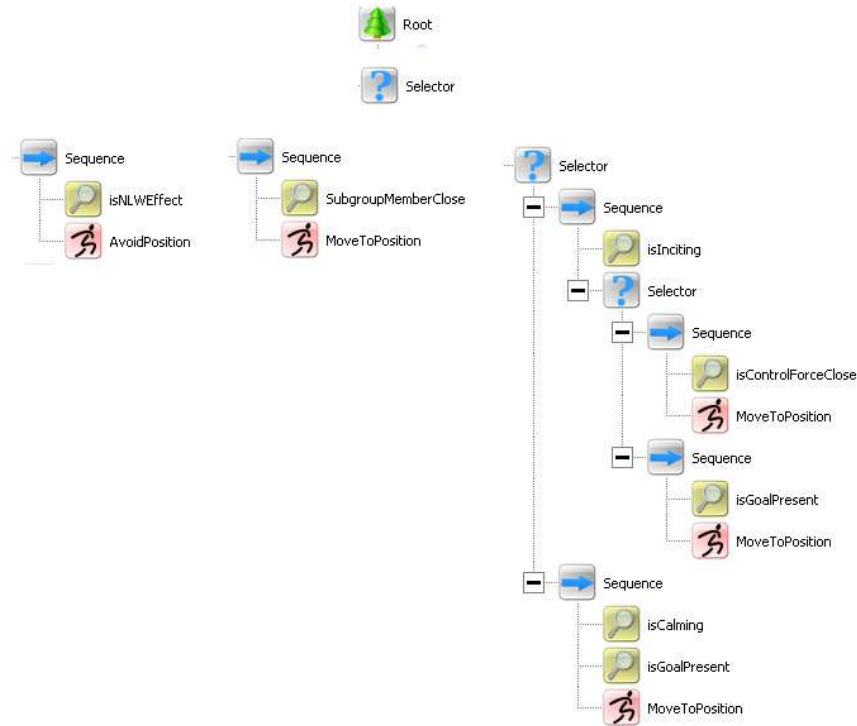 Root
Selector
Sequence
isNLWEffect
AvoidPosition
Sequence
SubgroupMemberClose
MoveToPosition
Selector
Sequence
isInciting
Selector
Sequence
isControlForceClose
MoveToPosition
Sequence
isGoalPresent
MoveToPosition
Sequence
isCalming
isGoalPresent
MoveToPosition